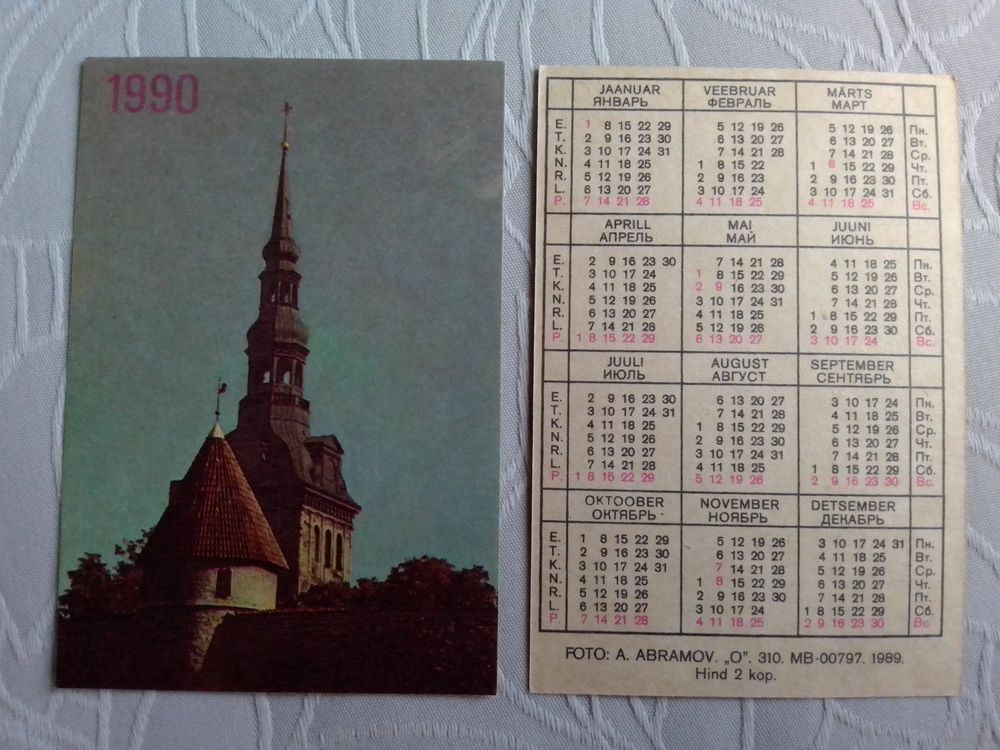 1990
JAANUAR VEEBRUAR MÄRTS
ЯНВАРЬ ФЕВРАЛЬ МАРТ
E. 1 8 15 22 29 5 12 19 26 5 12 19 26 Пн.
T. 2 9 16 23 30 6 13 20 27 6 13 20 27 Вт.
K. 3 10 17 24 31 7 14 21 28 7 14 21 28 Ср.
N. 4 11 18 25 1 8 15 22 1 8 15 22 29 Чт.
R. 5 12 19 26 2 9 16 23 2 9 16 23 30 Пт.
L. 6 13 20 27 3 10 17 24 3 10 17 24 31 Сб.
P. 7 14 21 28 4 11 18 25 4 11 18 25 Вс.
APRILL MAI JUUNI
АПРЕЛЬ МАЙ ИЮНЬ
E. 2 9 16 23 30 7 14 21 28 4 11 18 25 Пн.
T. 3 10 17 24 1 8 15 22 29 5 12 19 26 Вт.
K. 4 11 18 25 2 9 16 23 30 6 13 20 27 Ср.
N. 5 12 19 26 3 10 17 24 31 7 14 21 28 Чт.
R. 6 13 20 27 4 11 18 25 1 8 15 22 29 Пт.
L. 7 14 21 28 5 12 19 26 2 9 16 23 30 Сб.
P. 1 8 15 22 29 6 13 20 27 3 10 17 24 Вс.
JUULI AUGUST SEPTEMBER
ИЮЛЬ АВГУСТ СЕНТЯБРЬ
E. 2 9 16 23 30 6 13 20 27 3 10 17 24 Пн.
T. 3 10 17 24 31 7 14 21 28 4 11 18 25 Вт.
K. 4 11 18 25 1 8 15 22 29 5 12 19 26 Ср.
N. 5 12 19 26 2 9 16 23 30 6 13 20 27 Чт.
R. 6 13 20 27 3 10 17 24 31 7 14 21 28 Пт.
L. 7 14 21 28 4 11 18 25 1 8 15 22 29 Сб.
P. 1 8 15 22 29 5 12 19 26 2 9 16 23 30 Вс.
OKTOOBER NOVEMBER DETSEMBER
ОКТЯБРЬ НОЯБРЬ ДЕКАБРЬ
E. 1 8 15 22 29 5 12 19 26 3 10 17 24 31 Пн.
T. 2 9 16 23 30 6 13 20 27 4 11 18 25 Вт.
K. 3 10 17 24 31 7 14 21 28 5 12 19 26 Ср.
N. 4 11 18 25 1 8 15 22 29 6 13 20 27 Чт.
R. 5 12 19 26 2 9 16 23 30 7 14 21 28 Пт.
L. 6 13 20 27 3 10 17 24 1 8 15 22 29 Сб.
P. 7 14 21 28 4 11 18 25 2 9 16 23 30 Вс.
FOTO: A. ABRAMOV. „O". 310. MB-00797. 1989.
Hind 2 kop.